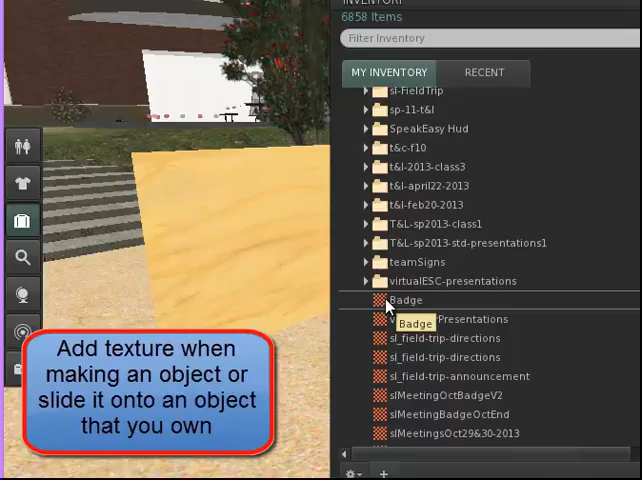 INVENTORY
6858 Items
Filter Inventory
MY INVENTORY RECENT
sl-FieldTrip
sp-11-t&l
SpeakEasy Hud
t&c-f10
t&l-2013-class3
t&l-april22-2013
t&l-feb20-2013
T&L-sp2013-class1
T&L-sp2013-std-presentations1
teamSigns
virtualESC-presentations
Badge
Presentations
Badge
sl_field-trip-directions
sl_field-trip-directions
sl_field-trip-announcement
slMeetingOctBadgeV2
slMeetingBadgeOctEnd
slMeetingsOct29&30-2013
Add texture when
making an object or
slide it onto an object
that you own